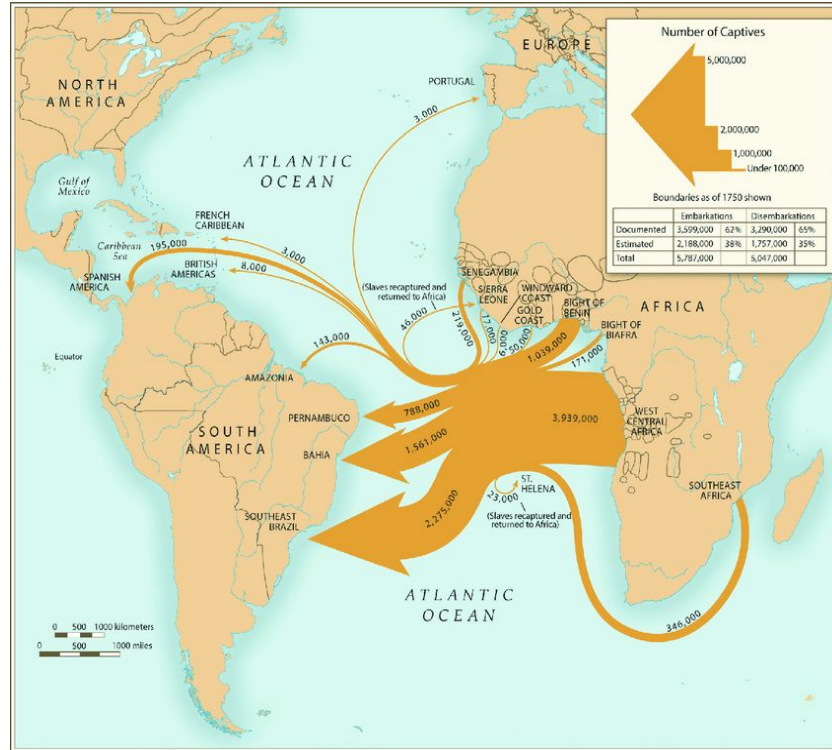 EUROPE
NORTH
AMERICA
PORTUGAL
3,000
ATLANTIC
OCEAN
Gulf of
Mexico
FRENCH
CARIBBEAN
Caribbean
Sea
195,000
3,000
SPANISH
AMERICA
BRITISH
AMERICAS
8,000
(Slaves recaptured and
returned to Africa)
46,000
SENEGAMBIA
SIERRA
LEONE
WINDWARD
COAST
GOLD
COAST
BIGHT OF
BENIN
AFRICA
BIGHT OF
BIAFRA
219,000
17,000
6,000
50,000
1,039,000
171,000
Equator
143,000
AMAZONIA
PERNAMBUCO
788,000
3,939,000
WEST
CENTRAL
AFRICA
SOUTH
AMERICA
BAHIA
1,561,000
ST.
HELENA
23,000
(Slaves recaptured and
returned to Africa)
SOUTHEAST
AFRICA
SOUTHEAST
BRAZIL
2,275,000
ATLANTIC
OCEAN
346,000
0 500 1000 kilometers
0 500 1000 miles
Number of Captives
5,000,000
2,000,000
1,000,000
Under 100,000
Boundaries as of 1750 shown
Embarkations Disembarkations
Documented 3,599,000 62% 3,290,000 65%
Estimated 2,188,000 38% 1,757,000 35%
Total 5,787,000 5,047,000